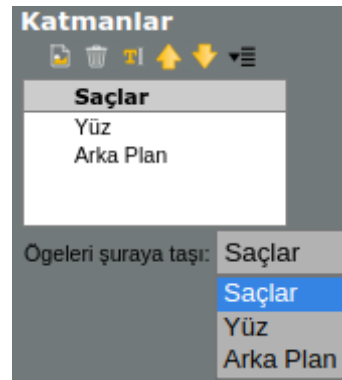 Katmanlar
Saçlar
Yüz
Arka Plan
Ögeleri şuraya taşı: Saçlar
Saçlar
Yüz
Arka Plan